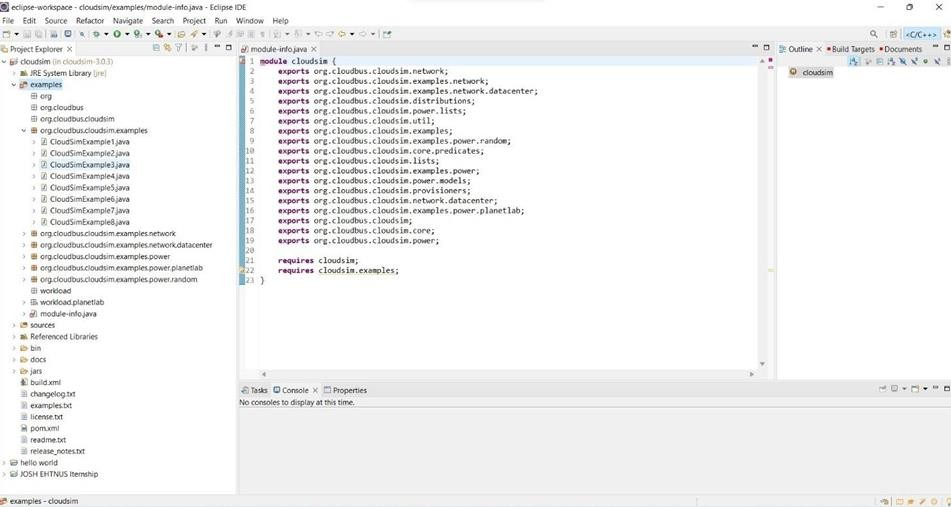 eclipse-workspace - cloudsim/examples/module-info.java - Eclipse IDE
File Edit Source Refactor Navigate Search Project Run Window Help
<C/C++>
Project Explorer
cloudsim (in cloudsim-3.0.3)
JRE System Library [jre]
examples
org
org.cloudbus
org.cloudbus.cloudsim
org.cloudbus.cloudsim.examples
CloudSimExample1.java
CloudSimExample2.java
CloudSimExample3.java
CloudSimExample4.java
CloudSimExample5.java
CloudSimExample6.java
CloudSimExample7.java
CloudSimExample8.java
org.cloudbus.cloudsim.examples.network
org.cloudbus.cloudsim.examples.network.datacenter
org.cloudbus.cloudsim.examples.power
org.cloudbus.cloudsim.examples.power.planetlab
org.cloudbus.cloudsim.examples.power.random
workload
workload.planetlab
module-info.java
sources
Referenced Libraries
bin
docs
jars
build.xml
changelog.txt
examples.txt
license.txt
pom.xml
readme.txt
release_notes.txt
hello world
JOSH EHTNUS Iternship
module-info.java
1 module cloudsim {
2 exports org.cloudbus.cloudsim.network;
3 exports org.cloudbus.cloudsim.examples.network;
4 exports org.cloudbus.cloudsim.examples.network.datacenter;
5 exports org.cloudbus.cloudsim.distributions;
6 exports org.cloudbus.cloudsim.power.lists;
7 exports org.cloudbus.cloudsim.util;
8 exports org.cloudbus.cloudsim.examples;
9 exports org.cloudbus.cloudsim.examples.power.random;
10 exports org.cloudbus.cloudsim.core.predicates;
11 exports org.cloudbus.cloudsim.lists;
12 exports org.cloudbus.cloudsim.examples.power;
13 exports org.cloudbus.cloudsim.power.models;
14 exports org.cloudbus.cloudsim.provisioners;
15 exports org.cloudbus.cloudsim.network.datacenter;
16 exports org.cloudbus.cloudsim.examples.power.planetlab;
17 exports org.cloudbus.cloudsim;
18 exports org.cloudbus.cloudsim.core;
19 exports org.cloudbus.cloudsim.power;
20
21 requires cloudsim;
22 requires cloudsim.examples;
23 }
Outline Build Targets Documents
cloudsim
Tasks Console Properties
No consoles to display at this time.
examples - cloudsim